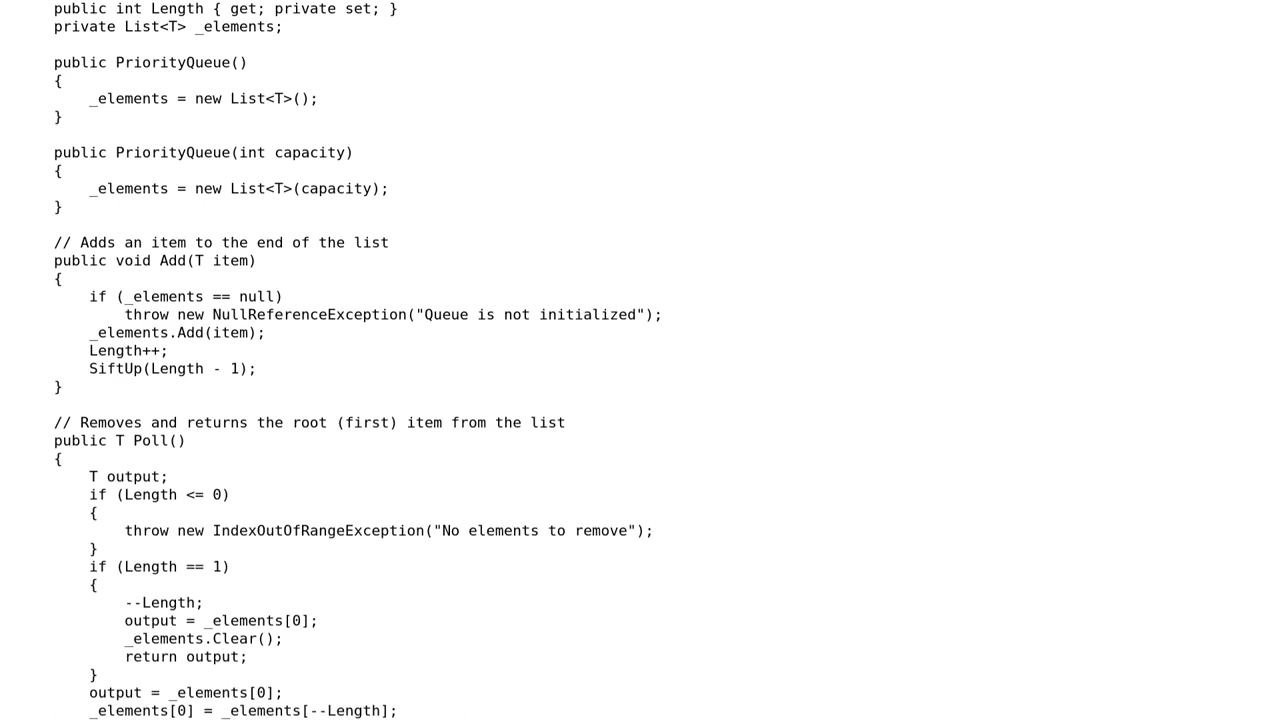 public int Length { get; private set; }
private List<T> _elements;
public PriorityQueue()
{
_elements = new List<T>();
}
public PriorityQueue(int capacity)
{
_elements = new List<T>(capacity);
}
// Adds an item to the end of the list
public void Add(T item)
{
if (_elements == null)
throw new NullReferenceException("Queue is not initialized");
_elements.Add(item);
Length++;
SiftUp(Length - 1);
}
// Removes and returns the root (first) item from the list
public T Poll()
{
T output;
if (Length <= 0)
{
throw new IndexOutOfRangeException("No elements to remove");
}
if (Length == 1)
{
--Length;
output = _elements[0];
_elements.Clear();
return output;
}
output = _elements[0];
_elements[0] = _elements[--Length];